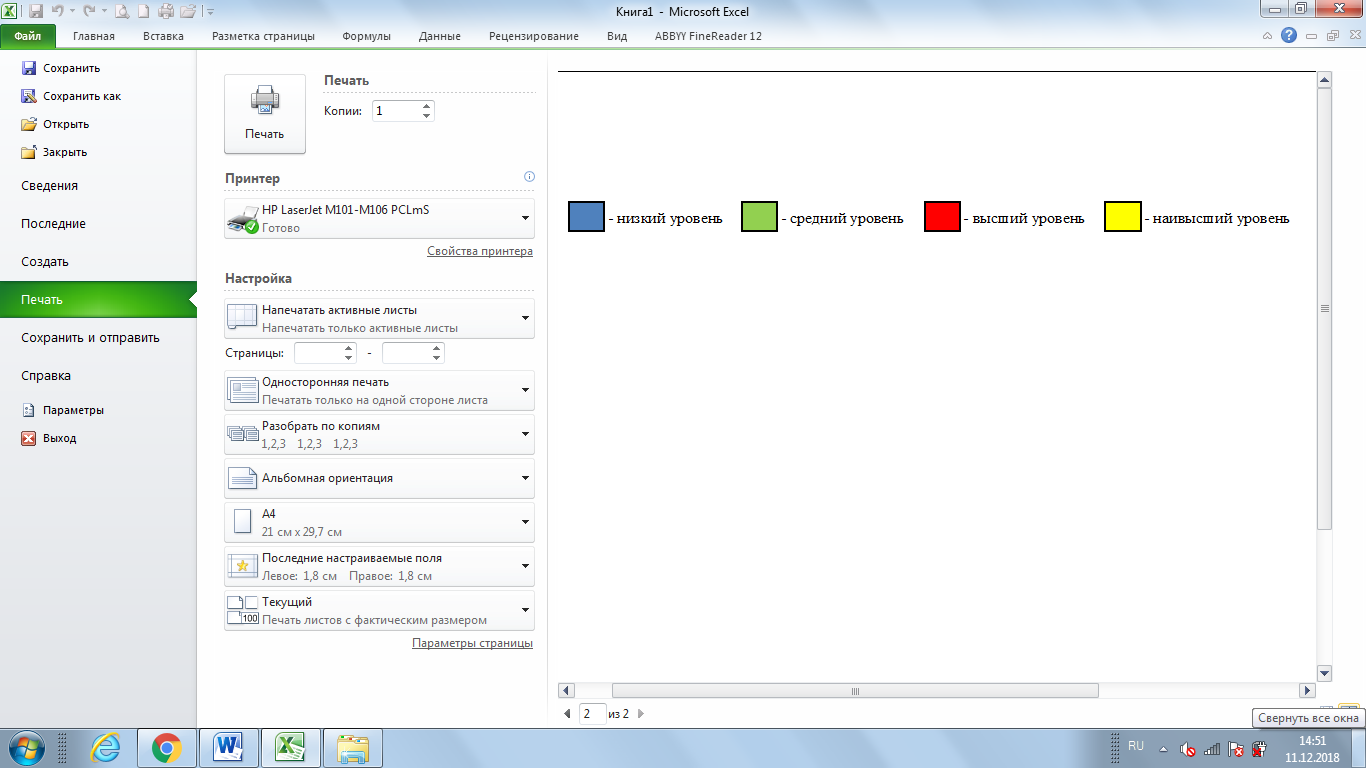 Книга1 - Microsoft Excel
Файл Главная Вставка Разметка страницы Формулы Данные Рецензирование Вид ABBYY FineReader 12
Сохранить
Сохранить как
Открыть
Закрыть
Сведения
Последние
Создать
Печать
Сохранить и отправить
Справка
Параметры
Выход
Печать
Печать
Копии: 1
Принтер
HP LaserJet M101-M106 PCLmS
Готово
Свойства принтера
Настройка
Напечатать активные листы
Напечатать только активные листы
Страницы: -
Односторонняя печать
Печатать только на одной стороне листа
Разобрать по копиям
1,2,3 1,2,3 1,2,3
Альбомная ориентация
A4
21 см x 29,7 см
Последние настраиваемые поля
Левое: 1,8 см Правое: 1,8 см
Текущий
100
Печать листов с фактическим размером
Параметры страницы
- низкий уровень - средний уровень - высший уровень - наивысший уровень
2 из 2
Свернуть все окна
RU
14:51
11.12.2018